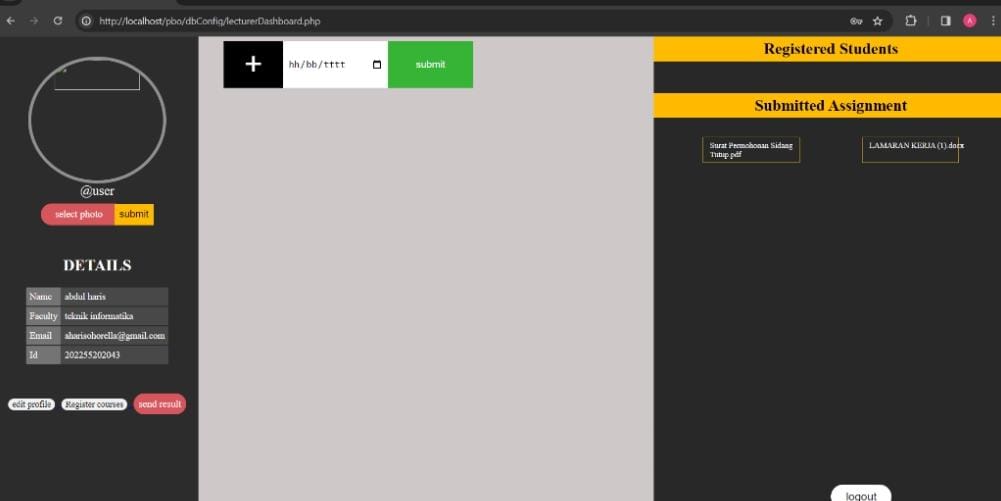 http://localhost/pbo/dbConfig/lecturerDashboard.php
A
@user
select photo
submit
DETAILS
Name abdul haris
Faculty teknik informatika
Email aharisohorella@gmail.com
Id 202255202043
edit profile
Register courses
send result
+
hh/bb/tttt
submit
Registered Students
Submitted Assignment
Surat Permohonan Sidang
Tutup.pdf
LAMARAN KERJA (1).docx
logout